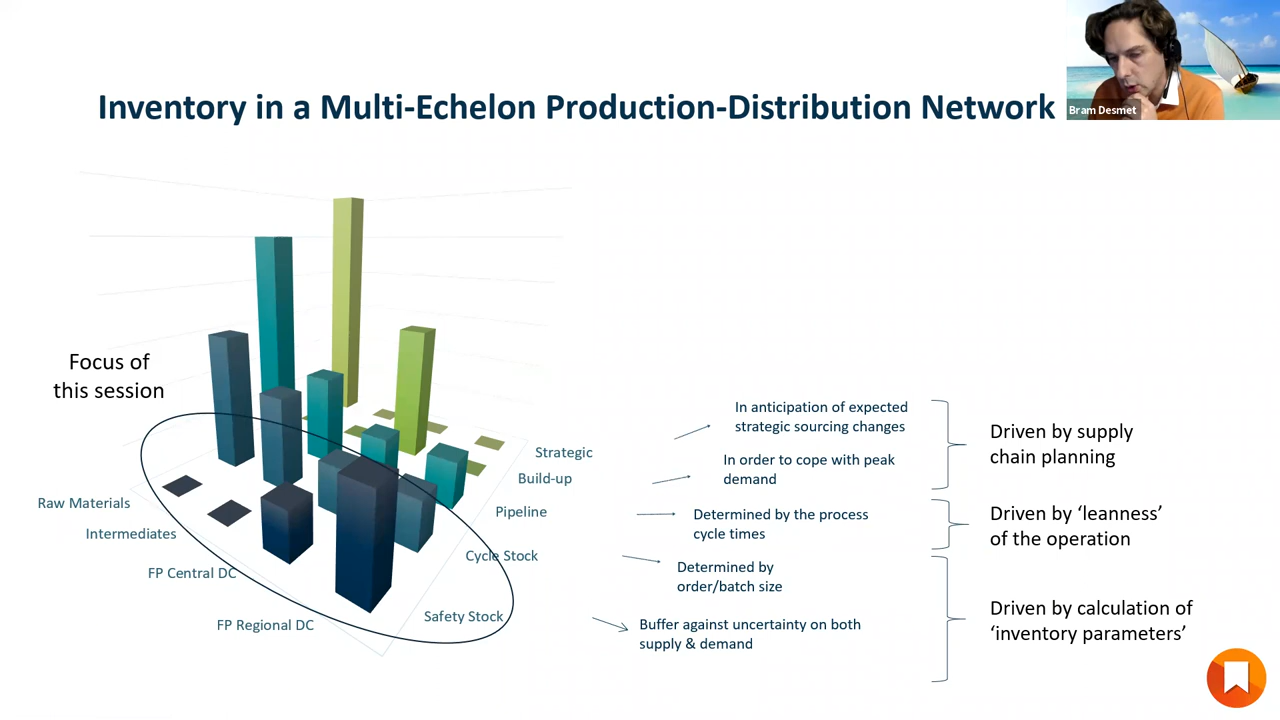 Bram Desmet
Inventory in a Multi-Echelon Production-Distribution Network
Focus of
this session
Raw Materials
Intermediates
FP Central DC
FP Regional DC
Strategic
Build-up
Pipeline
Cycle Stock
Safety Stock
In anticipation of expected
strategic sourcing changes
In order to cope with peak
demand
Determined by the process
cycle times
Determined by
order/batch size
Buffer against uncertainty on both
supply & demand
Driven by supply
chain planning
Driven by ‘leanness’
of the operation
Driven by calculation of
‘inventory parameters’